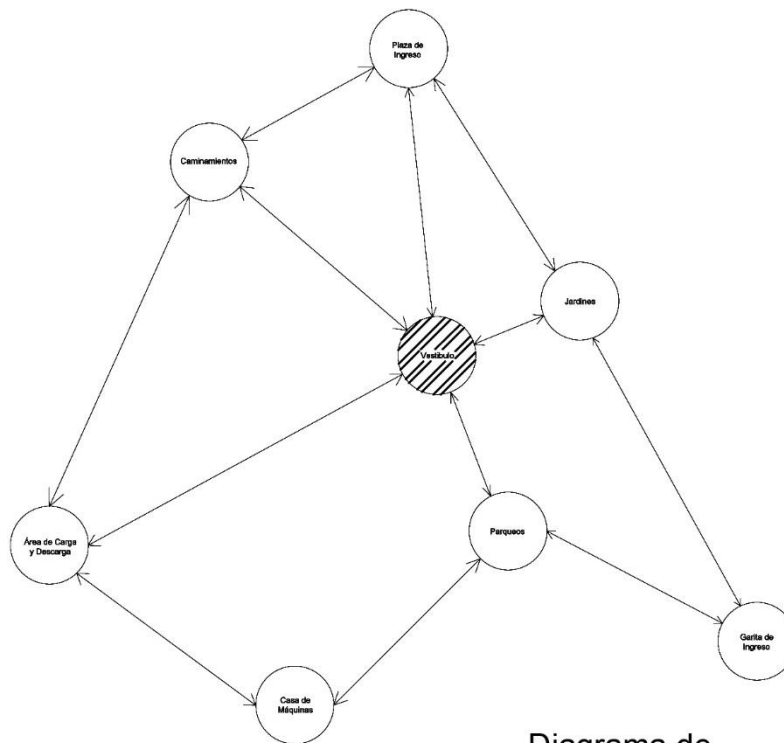 Plaza de
Ingreso
Caminamientos
Jardines
Vestíbulo
Área de Carga
y Descarga
Parqueos
Garita de
Ingreso
Casa de
Máquinas
Diagrama de